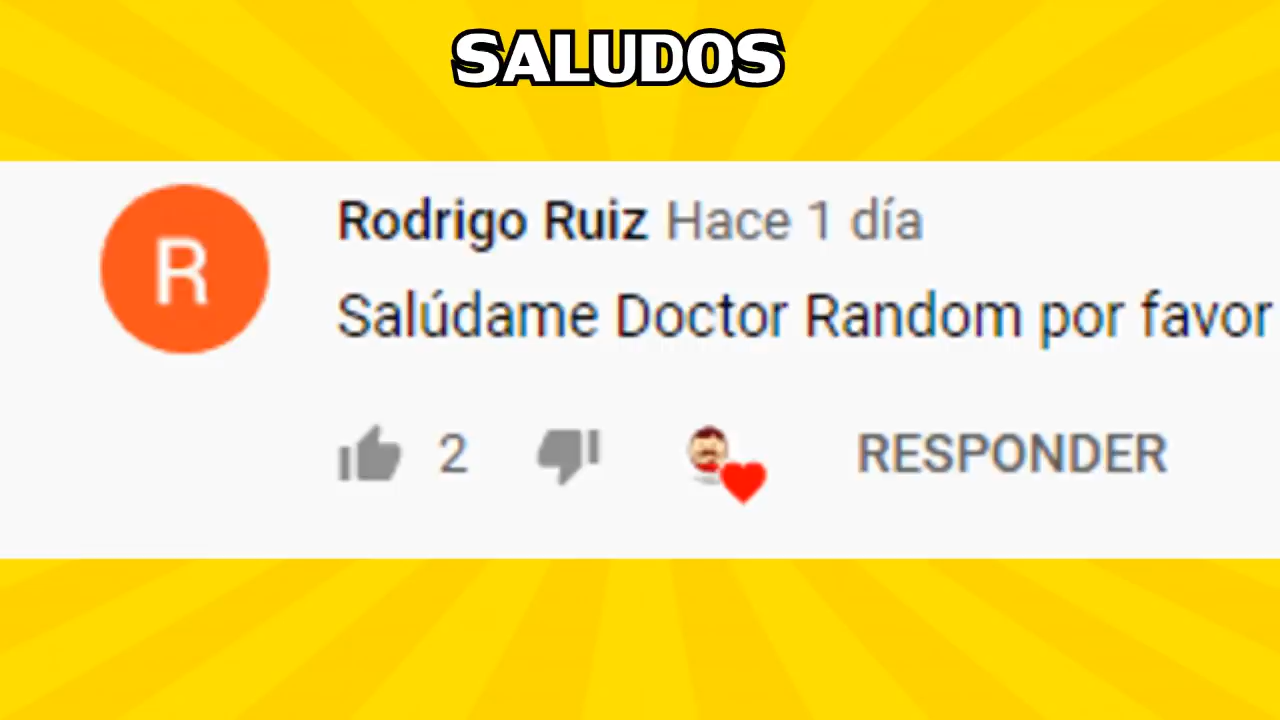 SALUDOS
R
Rodrigo Ruiz Hace 1 día
Salúdame Doctor Random por favor
2 RESPONDER